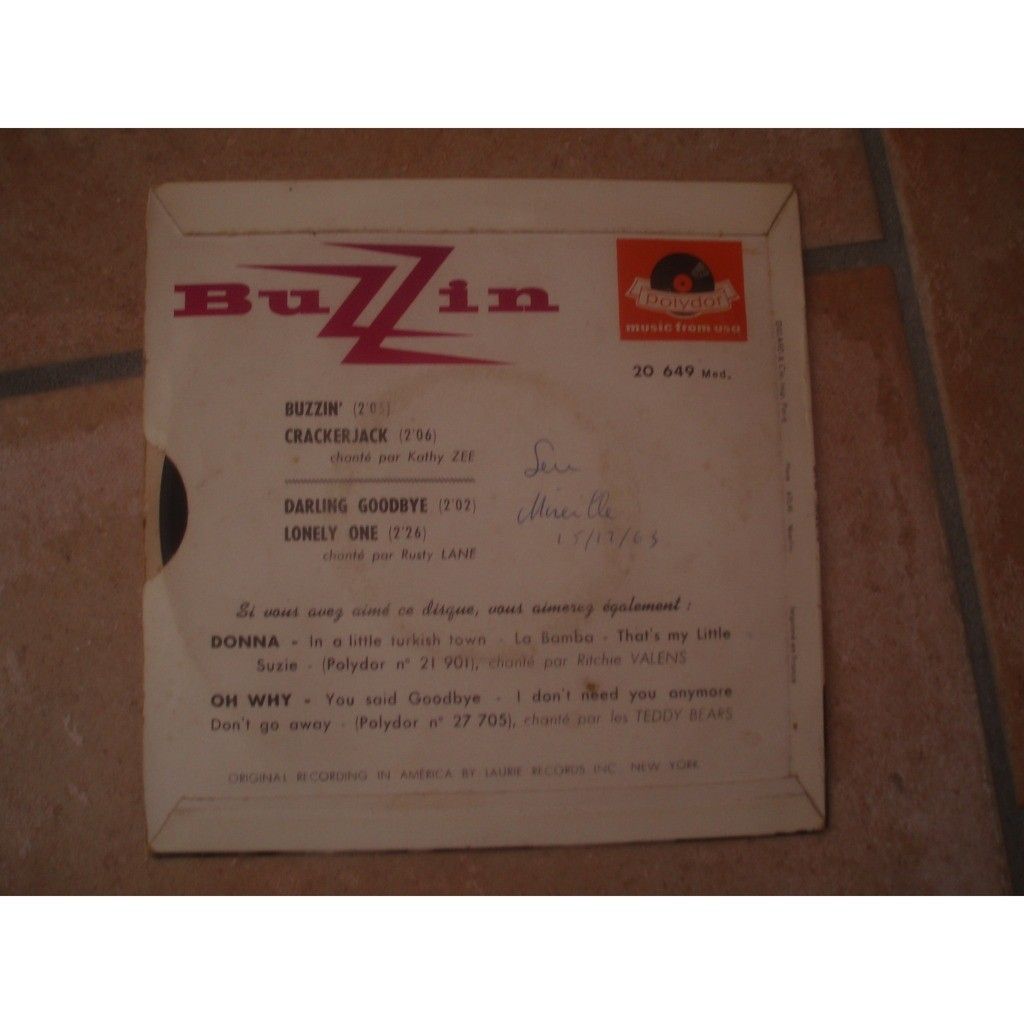 BuZZin
polydor
music from usa
20 649 Med.
BUZZIN' (2'05)
CRACKERJACK (2'06)
chanté par Kathy ZEE
DARLING GOODBYE (2'02)
LONELY ONE (2'26)
chanté par Rusty LANE
Mireille
Si vous avez aimé ce disque, vous aimerez également :
DONNA - In a little turkish town - La Bamba - That's my Little
Suzie - (Polydor n° 21 901), chanté par Ritchie VALENS
OH WHY - You said Goodbye - I don't need you anymore
Don't go away - (Polydor n° 27 705), chanté par les TEDDY BEARS
ORIGINAL RECORDING IN AMERICA BY LAURIE RECORDS INC. NEW YORK